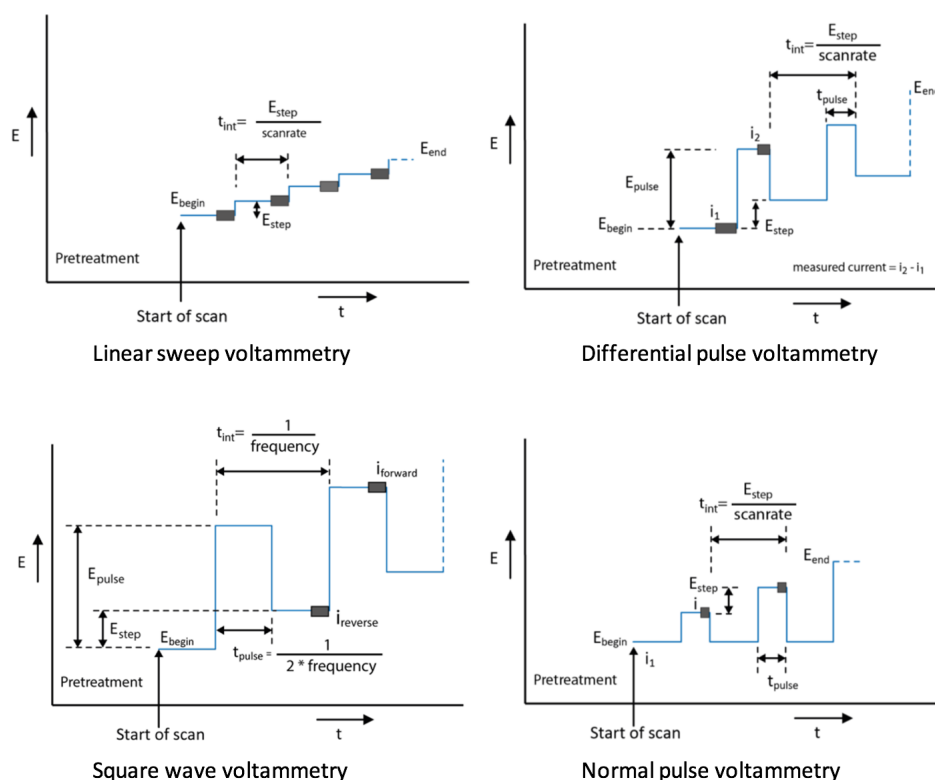 t_int = E_step / scanrate
E
E_end
E_begin
E_step
Pretreatment
Start of scan
t
Linear sweep voltammetry
t_int = E_step / scanrate
t_pulse
E_end
E
i_2
E_pulse
i_1
E_begin
E_step
Pretreatment
measured current = i_2 - i_1
Start of scan
t
Differential pulse voltammetry
t_int = 1 / frequency
i_forward
E
E_pulse
E_step
i_reverse
E_begin
t_pulse = 1 / 2 * frequency
Pretreatment
Start of scan
t
Square wave voltammetry
t_int = E_step / scanrate
E
E_end
E_step
i
E_begin
i_1
t_pulse
Pretreatment
Start of scan
t
Normal pulse voltammetry